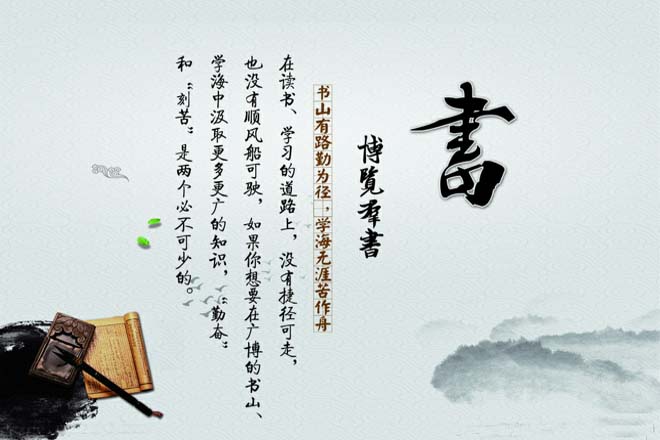 書
博覧群書
书山有路勤为径，学海无涯苦作舟
在读书、学习的道路上，没有捷径可走，
也没有顺风船可驶，如果你想要在广博的书山、
学海中汲取更多更广的知识，“勤奋”
和“刻苦”是两个必不可少的。